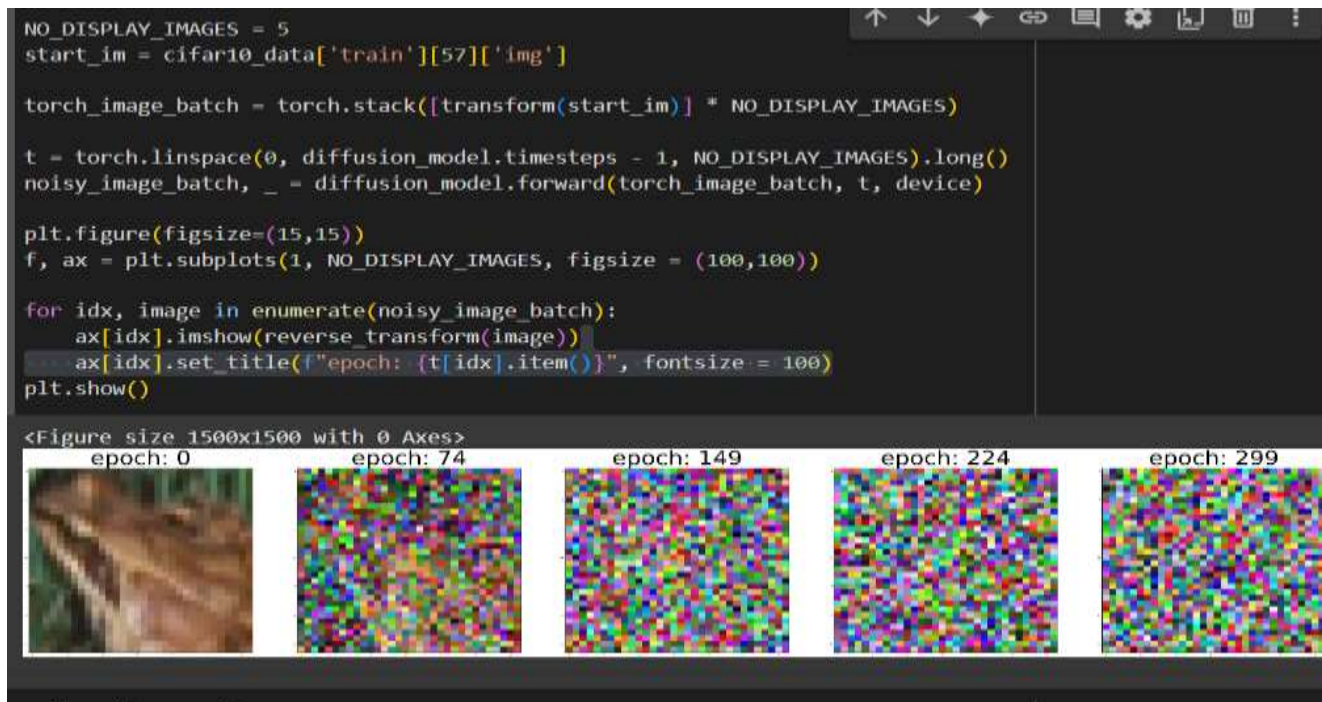 NO_DISPLAY_IMAGES = 5
start_im = cifar10_data['train'][57]['img']
torch_image_batch = torch.stack([transform(start_im)] * NO_DISPLAY_IMAGES)
t = torch.linspace(0, diffusion_model.timesteps - 1, NO_DISPLAY_IMAGES).long()
noisy_image_batch, _ = diffusion_model.forward(torch_image_batch, t, device)
plt.figure(figsize=(15,15))
f, ax = plt.subplots(1, NO_DISPLAY_IMAGES, figsize = (100,100))
for idx, image in enumerate(noisy_image_batch):
    ax[idx].imshow(reverse_transform(image))
    ax[idx].set_title(f"epoch: {t[idx].item()}", fontsize = 100)
plt.show()
<Figure size 1500x1500 with 0 Axes>
epoch: 0 epoch: 74 epoch: 149 epoch: 224 epoch: 299